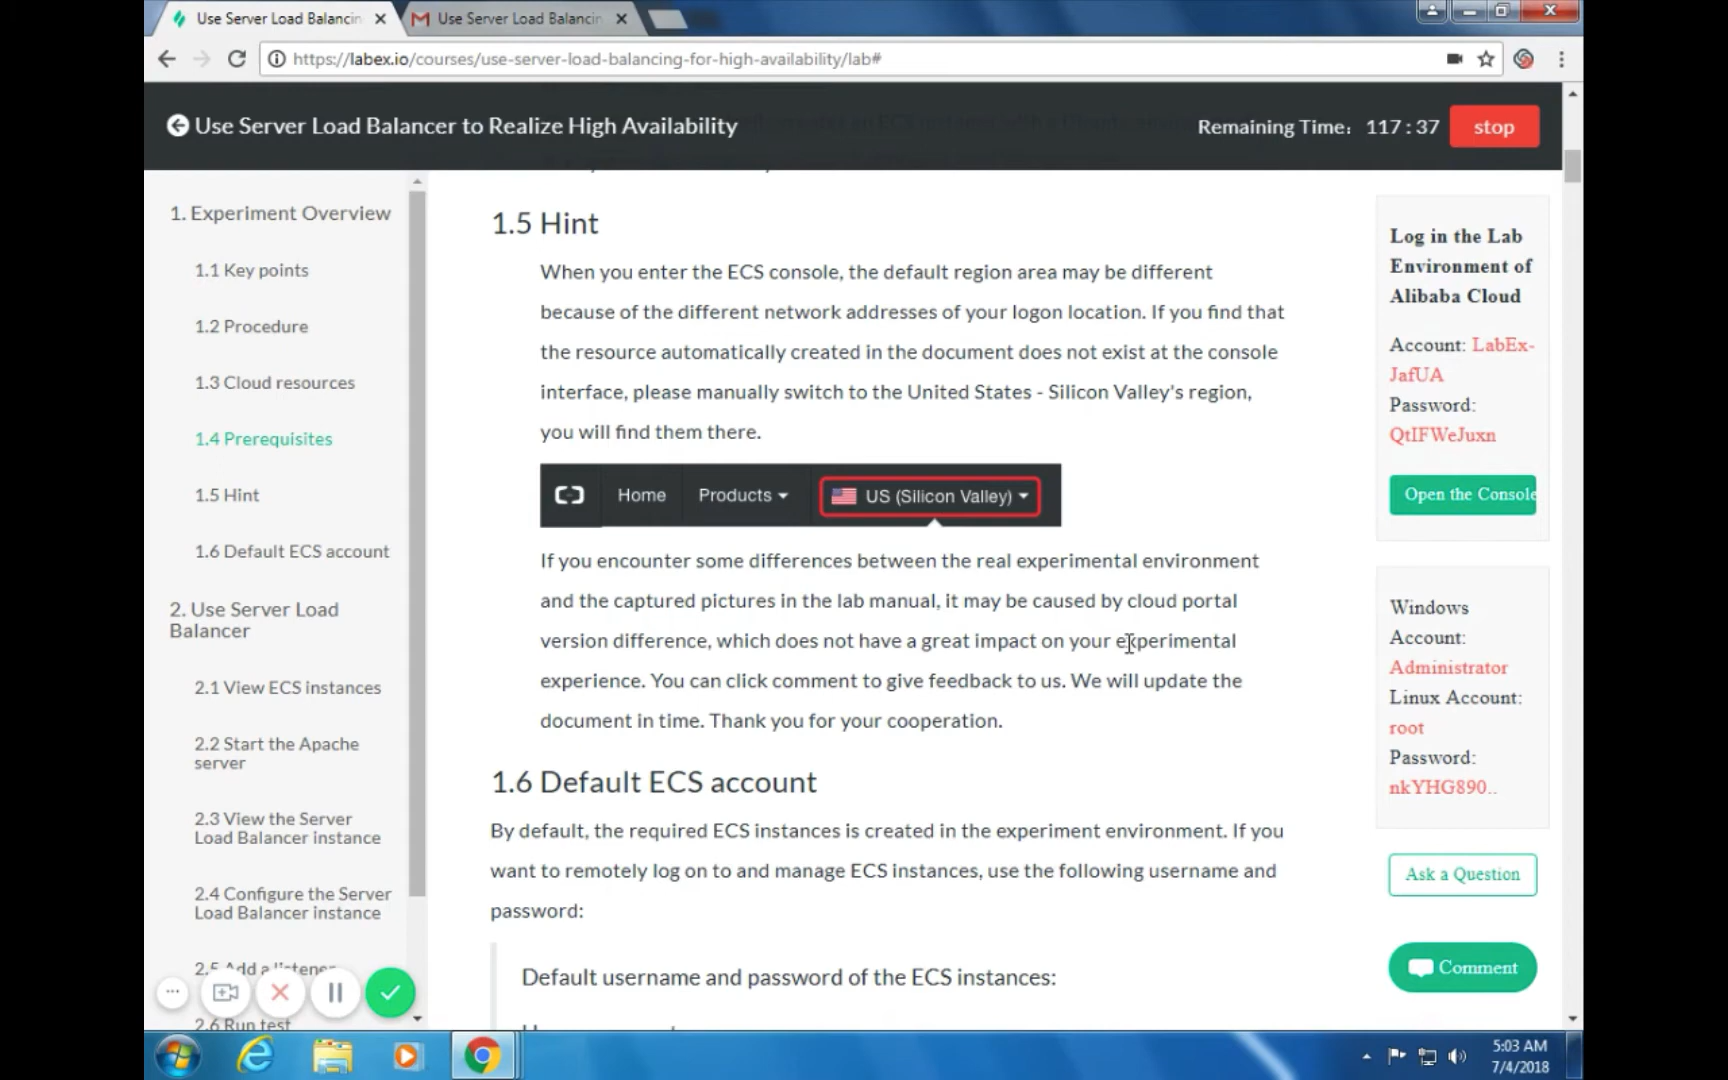 Use Server Load Balancin
Use Server Load Balancin
https://labex.io/courses/use-server-load-balancing-for-high-availability/lab#
Use Server Load Balancer to Realize High Availability
Remaining Time: 117 : 37
stop
1. Experiment Overview
1.1 Key points
1.2 Procedure
1.3 Cloud resources
1.4 Prerequisites
1.5 Hint
1.6 Default ECS account
2. Use Server Load
Balancer
2.1 View ECS instances
2.2 Start the Apache
server
2.3 View the Server
Load Balancer instance
2.4 Configure the Server
Load Balancer instance
2.5 Add a listener
2.6 Run test
1.5 Hint
When you enter the ECS console, the default region area may be different
because of the different network addresses of your logon location. If you find that
the resource automatically created in the document does not exist at the console
interface, please manually switch to the United States - Silicon Valley's region,
you will find them there.
Home Products US (Silicon Valley)
If you encounter some differences between the real experimental environment
and the captured pictures in the lab manual, it may be caused by cloud portal
version difference, which does not have a great impact on your experimental
experience. You can click comment to give feedback to us. We will update the
document in time. Thank you for your cooperation.
1.6 Default ECS account
By default, the required ECS instances is created in the experiment environment. If you
want to remotely log on to and manage ECS instances, use the following username and
password:
Default username and password of the ECS instances:
Log in the Lab
Environment of
Alibaba Cloud
Account: LabEx-
JafUA
Password:
QtIFWeJuxn
Open the Console
Windows
Account:
Administrator
Linux Account:
root
Password:
nkYHG890..
Ask a Question
Comment
5:03 AM
7/4/2018